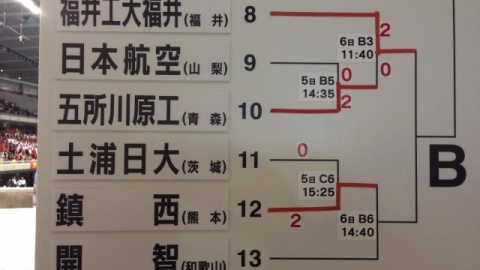 福井工大福井(福井) 8
日本航空(山梨) 9
五所川原工(青森) 10
土浦日大(茨城) 11
鎮西(熊本) 12
開智(和歌山) 13
2
6日 B3
11:40
0 0
5日 B5
14:35
2
0
5日 C6
15:25
2
6日 B6
14:40
B